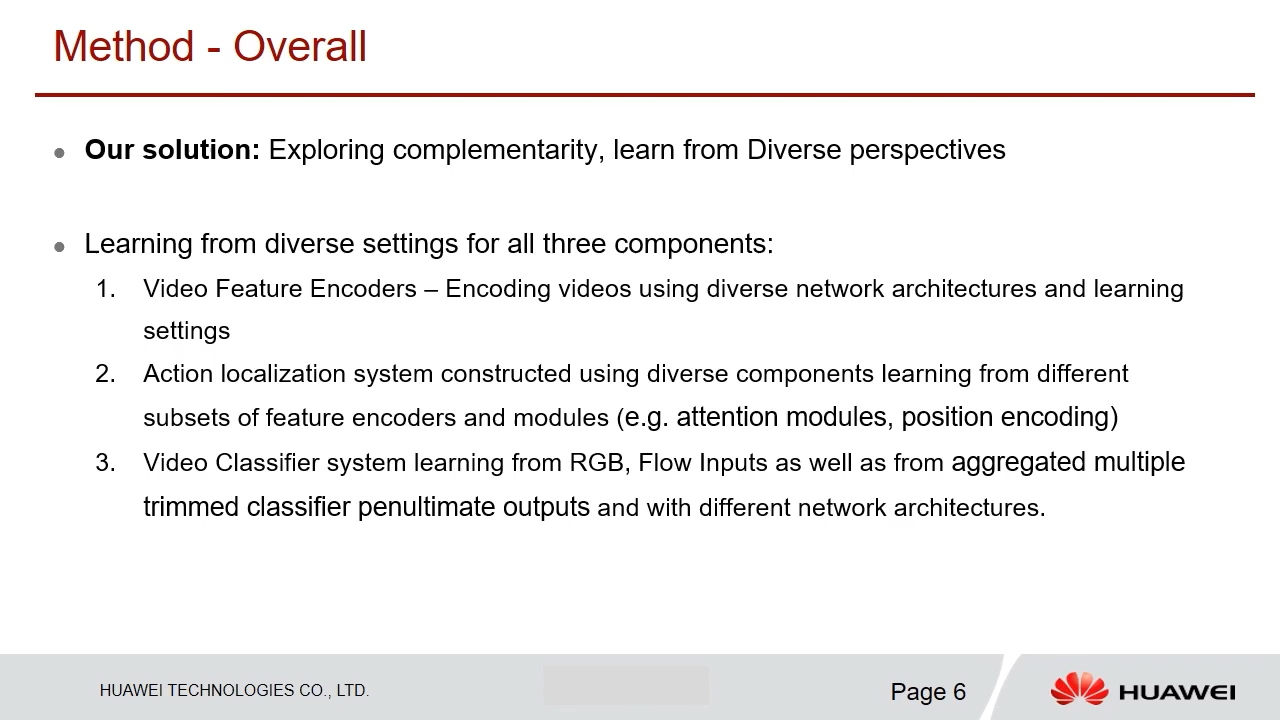 Method - Overall
Our solution: Exploring complementarity, learn from Diverse perspectives
Learning from diverse settings for all three components:
1. Video Feature Encoders – Encoding videos using diverse network architectures and learning
settings
2. Action localization system constructed using diverse components learning from different
subsets of feature encoders and modules (e.g. attention modules, position encoding)
3. Video Classifier system learning from RGB, Flow Inputs as well as from aggregated multiple
trimmed classifier penultimate outputs and with different network architectures.
HUAWEI TECHNOLOGIES CO., LTD.
Page 6
HUAWEI